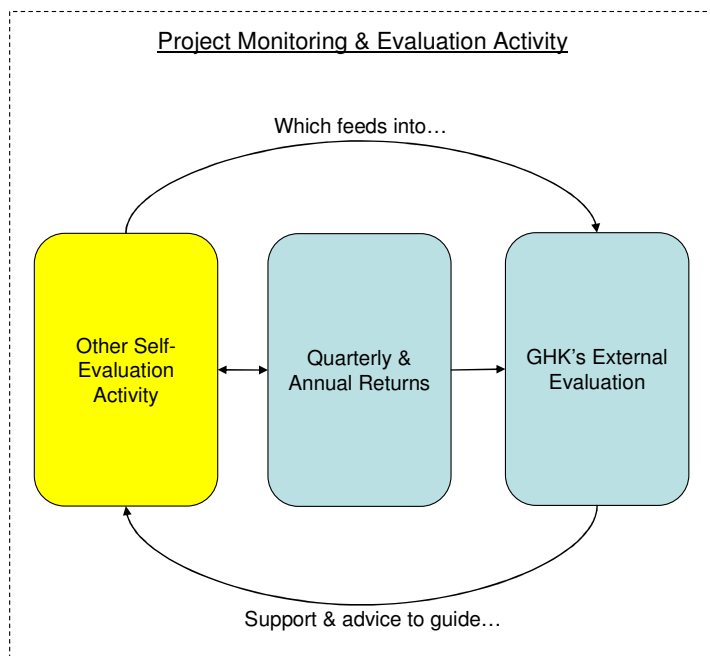 Project Monitoring & Evaluation Activity
Which feeds into…
Other Self-
Evaluation
Activity
Quarterly &
Annual Returns
GHK's External
Evaluation
Support & advice to guide…